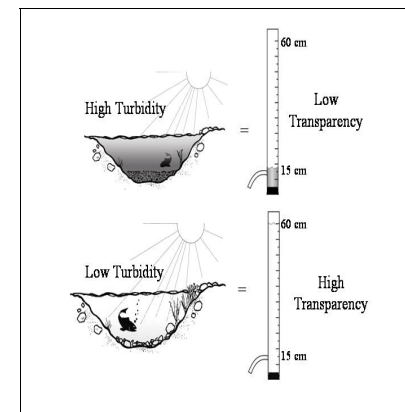 High Turbidity
=
60 cm
Low
Transparency
15 cm
Low Turbidity
=
60 cm
High
Transparency
15 cm